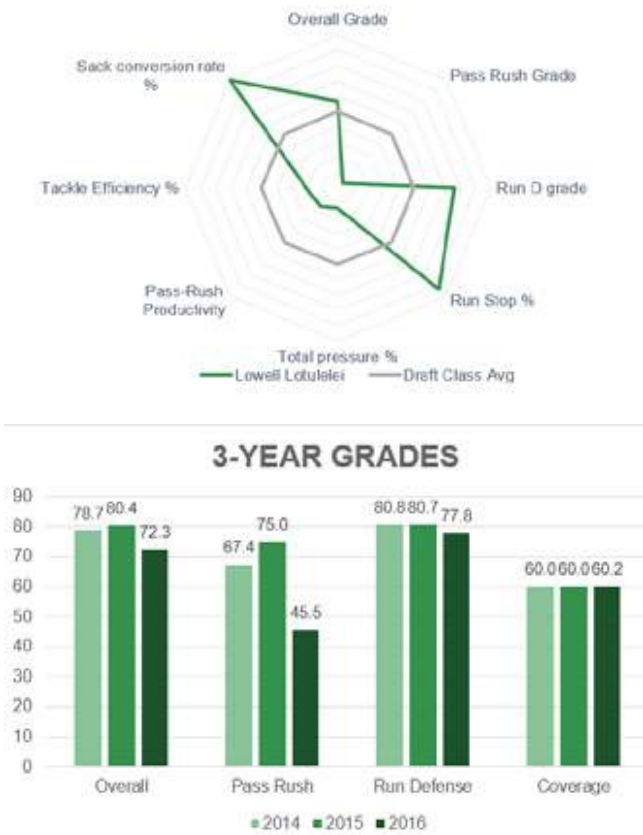 Overall Grade
Sack conversion rate
%
Pass Rush Grade
Tackle Efficiency %
Run D grade
Pass-Rush
Productivity
Run Stop %
Total pressure %
Lowell Lotulelei
Draft Class Avg
3-YEAR GRADES
90
80
70
60
50
40
30
20
10
0
78.7 80.4 72.3
67.4 75.0 45.5
80.8 80.7 77.8
60.0 60.0 60.2
Overall Pass Rush Run Defense Coverage
2014 2015 2016